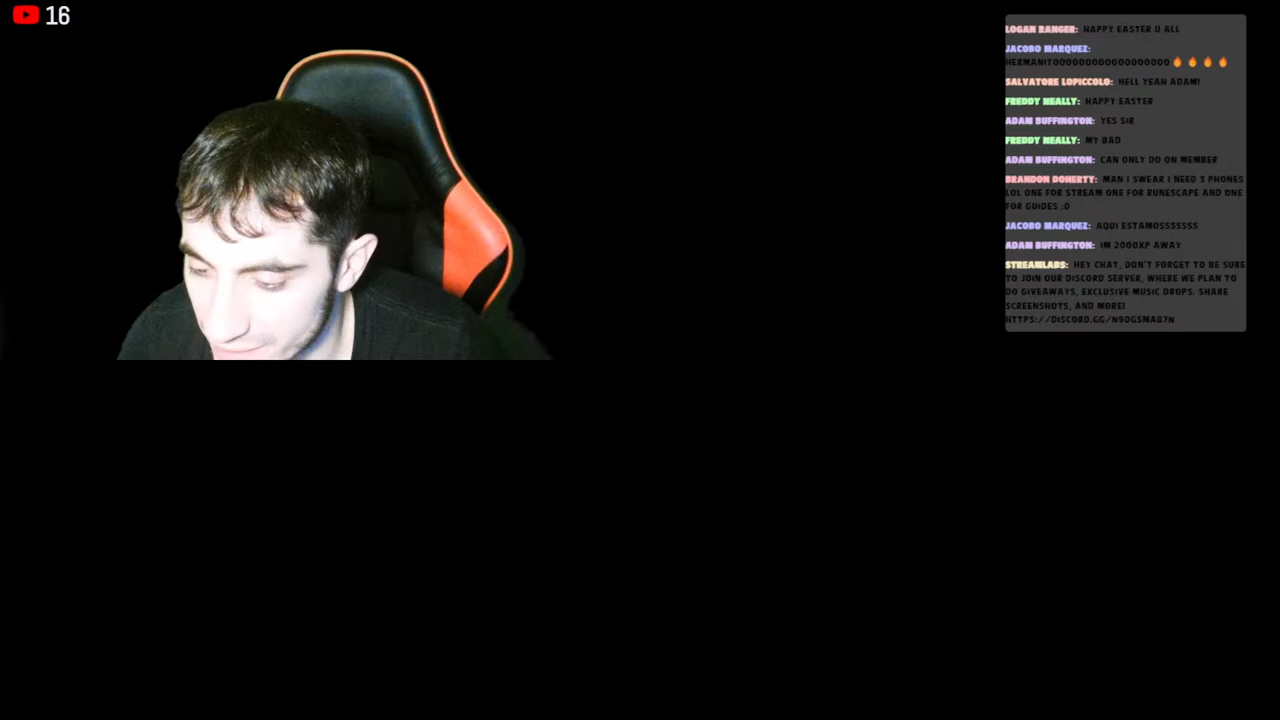 16
LOGAN RANGER: HAPPY EASTER U ALL
JACOBO MARQUEZ:
HERMANITOOOOOOOOOOOOOOOOOO 🔥 🔥 🔥 🔥
SALVATORE LOPICCOLO: HELL YEAH ADAM!
FREDDY NEALLY: HAPPY EASTER
ADAM BUFFINGTON: YES SIR
FREDDY NEALLY: MY BAD
ADAM BUFFINGTON: CAN ONLY DO ON MEMBER
BRANDON DOHERTY: MAN I SWEAR I NEED 3 PHONES
LOL ONE FOR STREAM ONE FOR RUNESCAPE AND ONE
FOR GUIDES :D
JACOBO MARQUEZ: AQUI ESTAMOSSSSSS
ADAM BUFFINGTON: IM 2000XP AWAY
STREAMLABS: HEY CHAT, DON'T FORGET TO BE SURE
TO JOIN OUR DISCORD SERVER, WHERE WE PLAN TO
DO GIVEAWAYS, EXCLUSIVE MUSIC DROPS. SHARE
SCREENSHOTS, AND MORE!